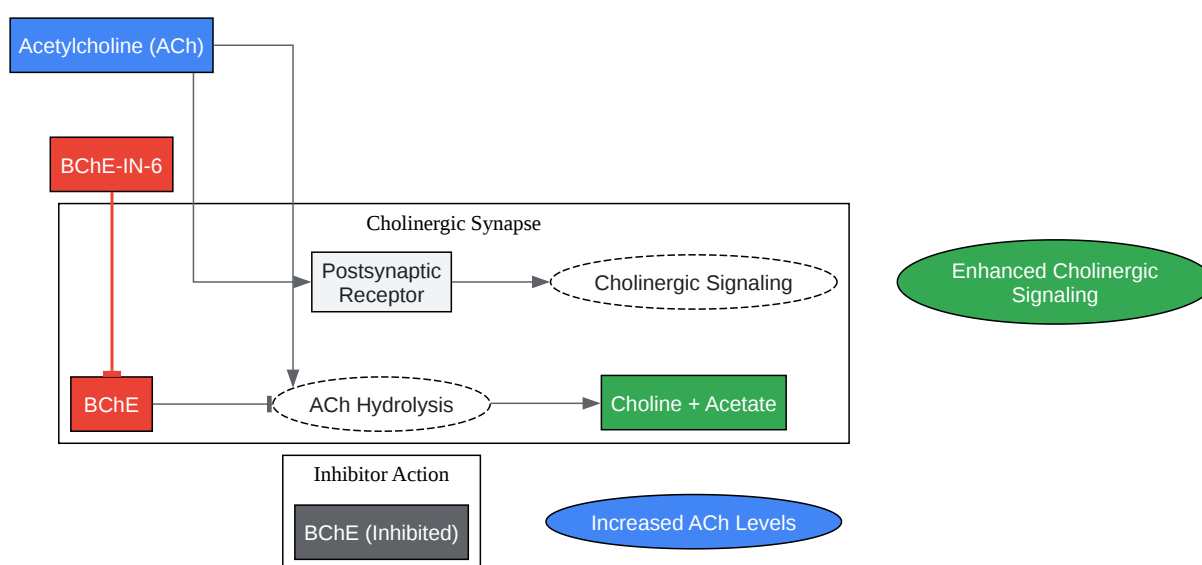 Acetylcholine (ACh)
BChE-IN-6
Cholinergic Synapse
Postsynaptic
Receptor
Cholinergic Signaling
Enhanced Cholinergic
Signaling
BChE
ACh Hydrolysis
Choline + Acetate
Inhibitor Action
BChE (Inhibited)
Increased ACh Levels